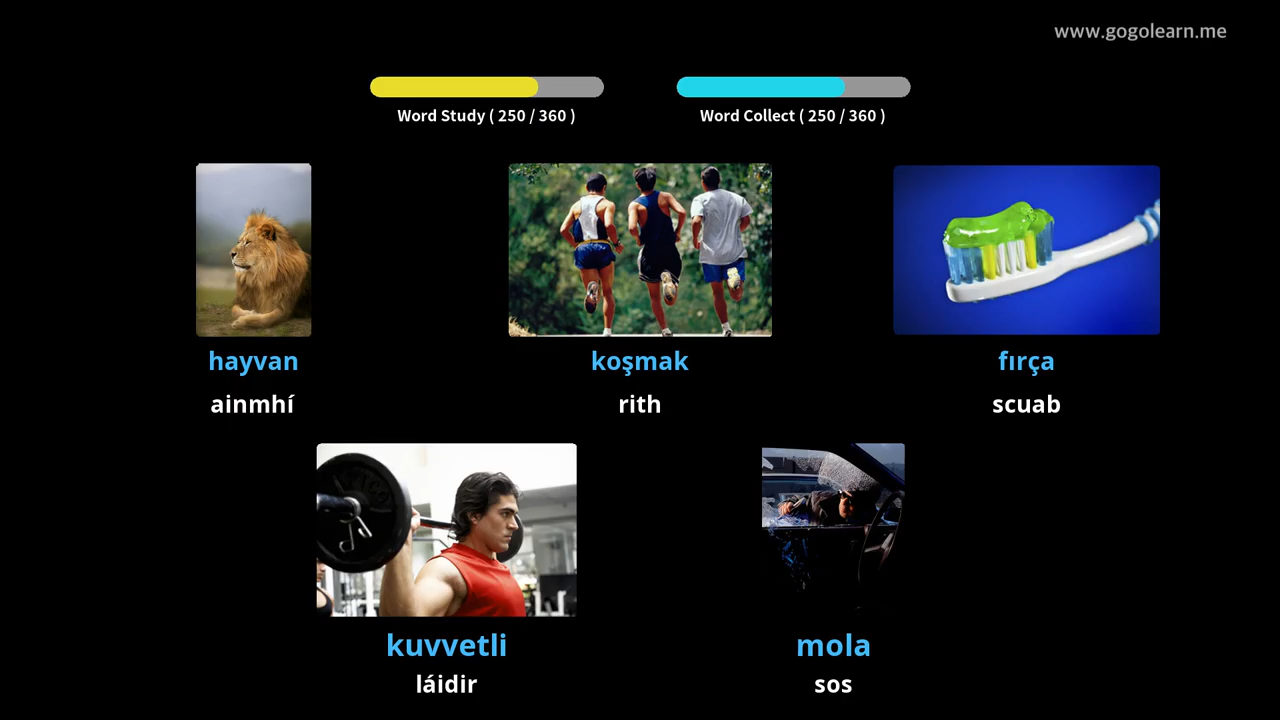 www.gogolearn.me
Word Study ( 250 / 360 )
Word Collect ( 250 / 360 )
hayvan
koşmak
fırça
ainmhí
rith
scuab
kuvvetli
mola
láidir
sos